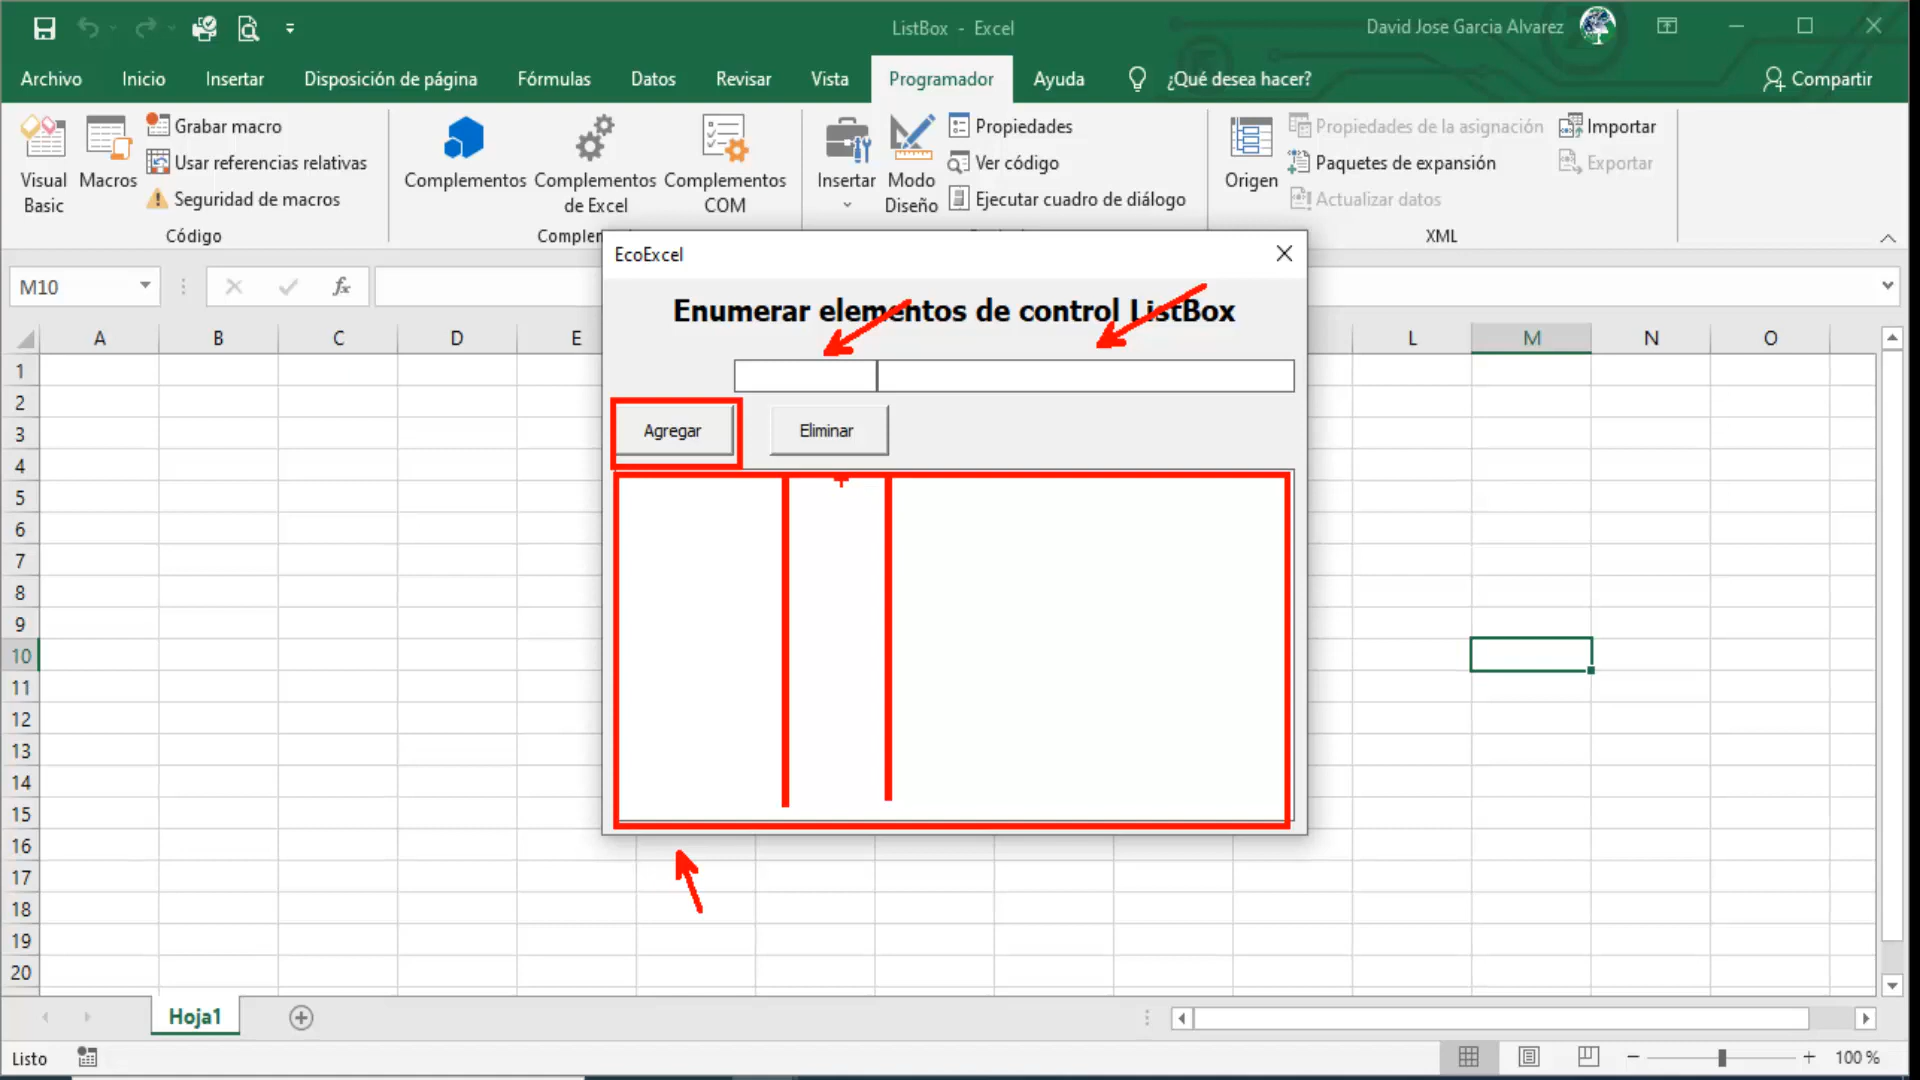 ListBox - Excel
David Jose Garcia Alvarez
Archivo Inicio Insertar Disposición de página Fórmulas Datos Revisar Vista Programador Ayuda ¿Qué desea hacer? Compartir
Visual Basic
Macros
Grabar macro
Usar referencias relativas
Seguridad de macros
Código
Complementos
Complementos de Excel
Complementos COM
Complem
Insertar
Modo Diseño
Propiedades
Ver código
Ejecutar cuadro de diálogo
Origen
Propiedades de la asignación
Paquetes de expansión
Actualizar datos
Importar
Exportar
XML
M10
fx
A B C D E L M N O
1
2
3
4
5
6
7
8
9
10
11
12
13
14
15
16
17
18
19
20
EcoExcel
Enumerar elementos de control ListBox
Agregar Eliminar
Hoja1
Listo
100 %